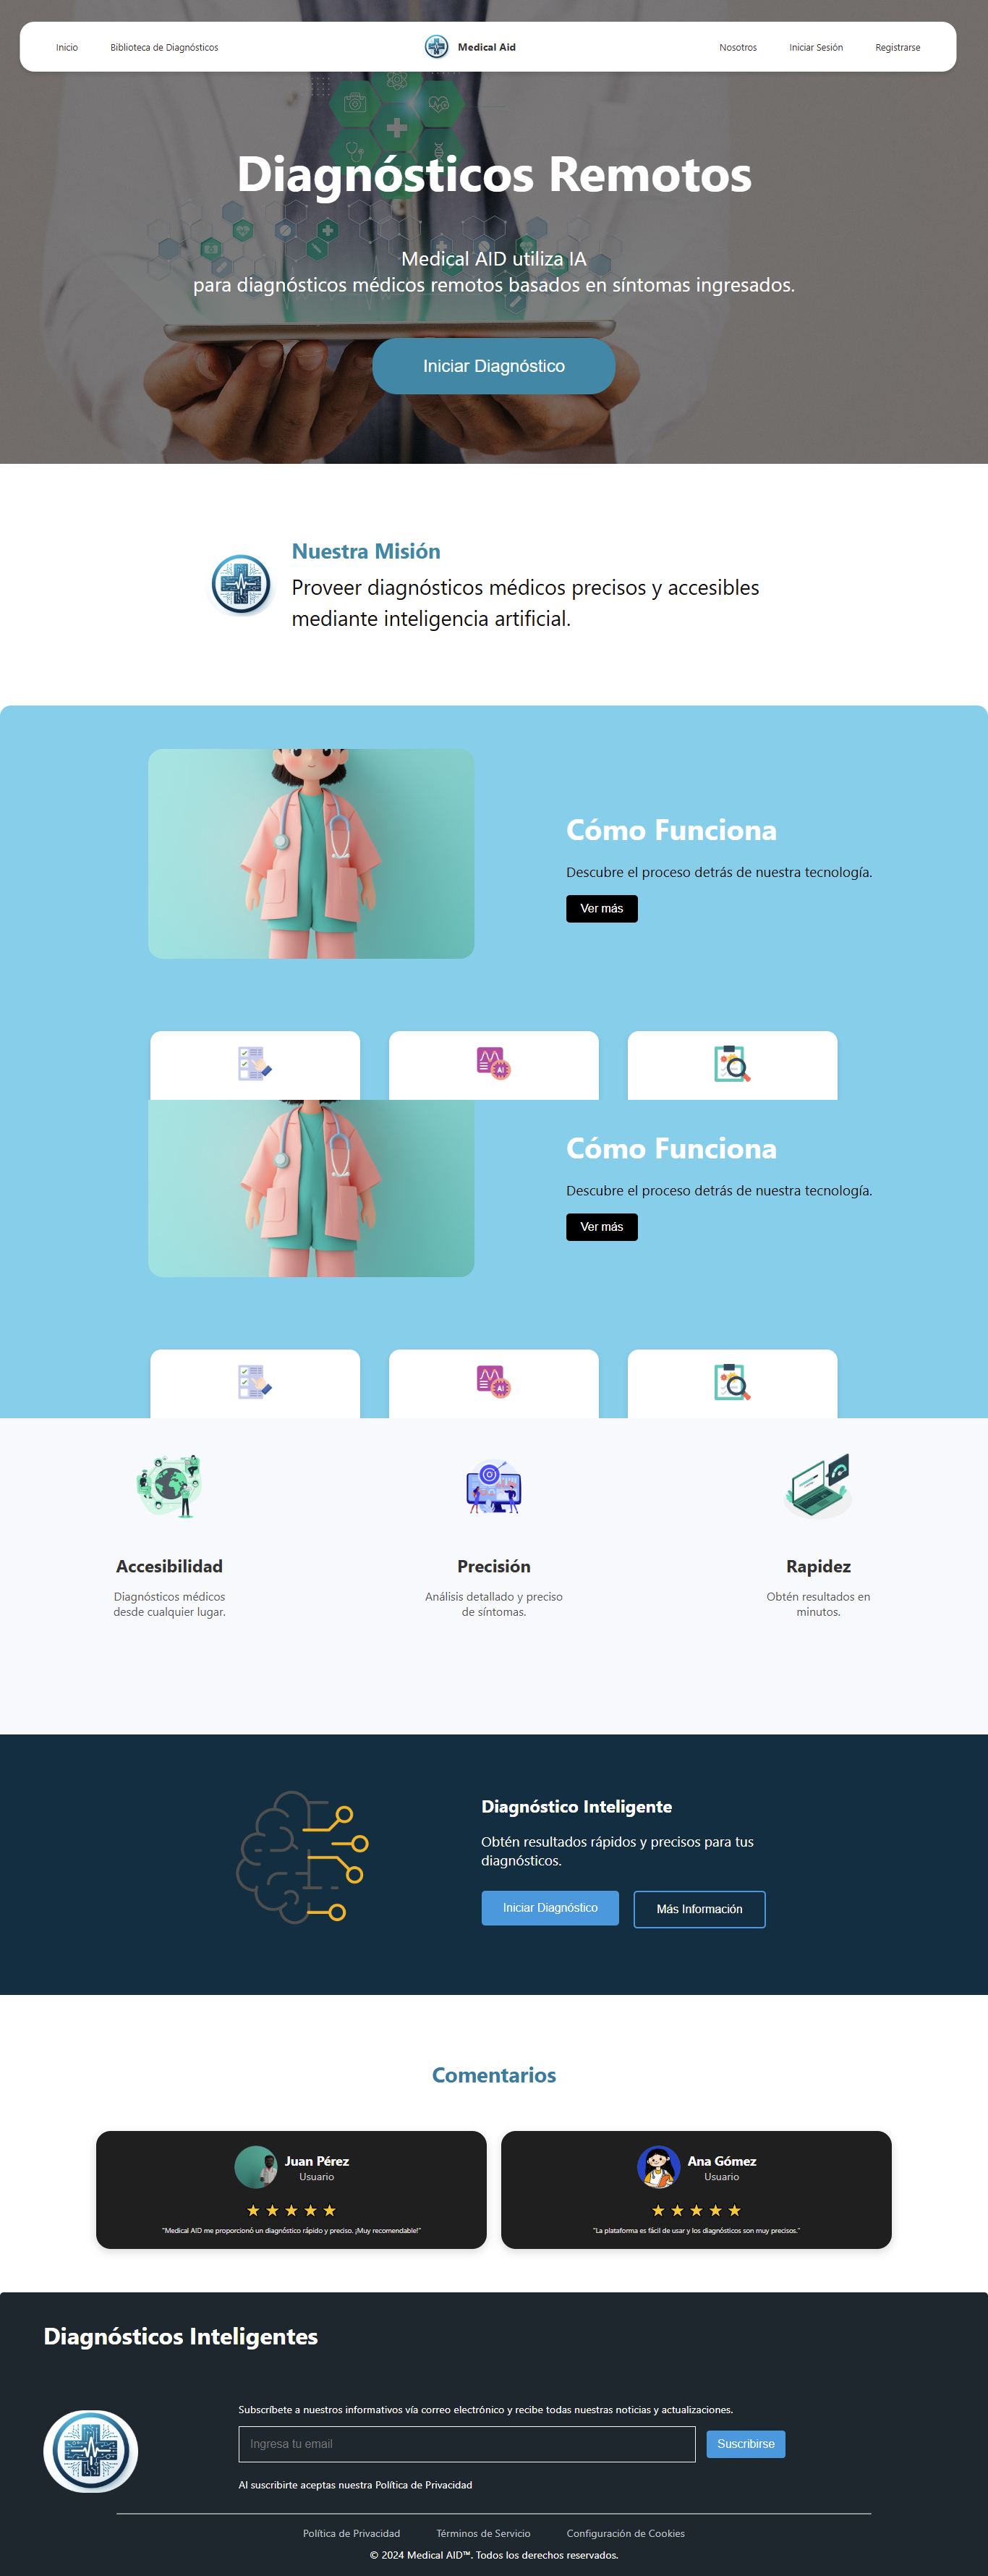 Inicio
Biblioteca de Diagnósticos
Medical Aid
Nosotros
Iniciar Sesión
Registrarse
Diagnósticos Remotos
Medical AID utiliza IA
para diagnósticos médicos remotos basados en síntomas ingresados.
Iniciar Diagnóstico
Nuestra Misión
Proveer diagnósticos médicos precisos y accesibles
mediante inteligencia artificial.
Cómo Funciona
Descubre el proceso detrás de nuestra tecnología.
Ver más
AI
Cómo Funciona
Descubre el proceso detrás de nuestra tecnología.
Ver más
AI
Accesibilidad
Diagnósticos médicos
desde cualquier lugar.
Precisión
Análisis detallado y preciso
de síntomas.
Rapidez
Obtén resultados en
minutos.
Diagnóstico Inteligente
Obtén resultados rápidos y precisos para tus
diagnósticos.
Iniciar Diagnóstico
Más Información
Comentarios
Juan Pérez
Usuario
"Medical AID me proporcionó un diagnóstico rápido y preciso. ¡Muy recomendable!"
Ana Gómez
Usuario
"La plataforma es fácil de usar y los diagnósticos son muy precisos."
Diagnósticos Inteligentes
Subscríbete a nuestros informativos vía correo electrónico y recibe todas nuestras noticias y actualizaciones.
Ingresa tu email
Suscribirse
Al suscribirte aceptas nuestra Política de Privacidad
Política de Privacidad
Términos de Servicio
Configuración de Cookies
© 2024 Medical AID™. Todos los derechos reservados.